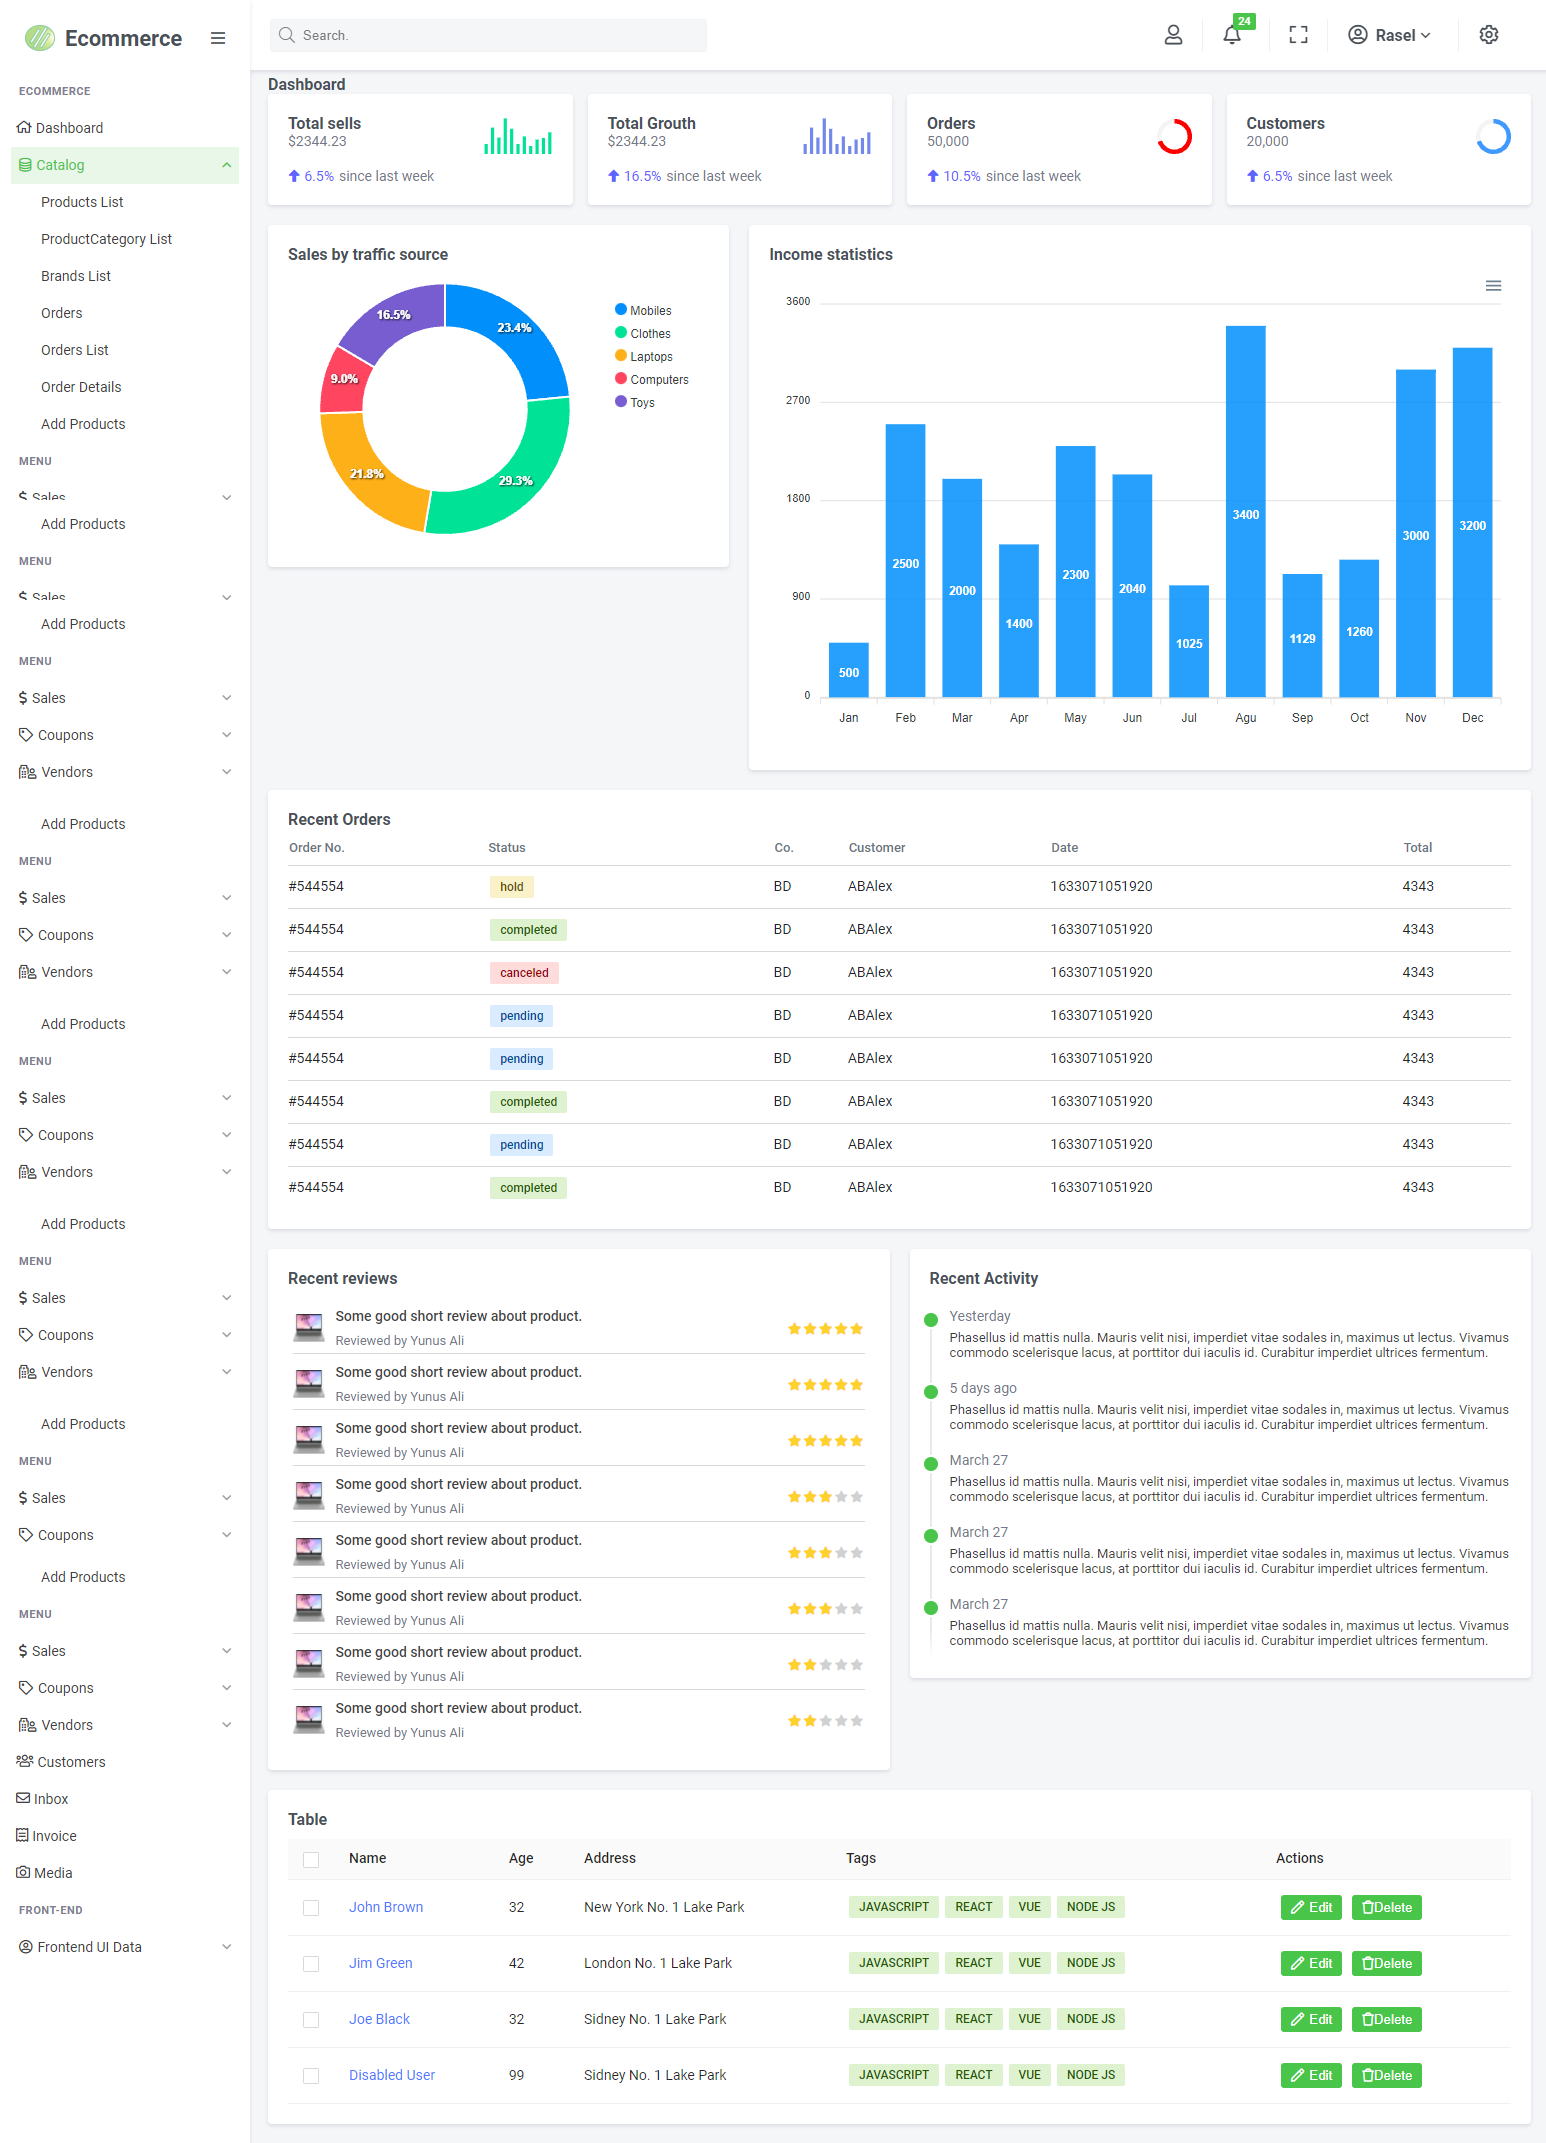 Ecommerce
ECOMMERCE
Dashboard
Catalog
Products List
ProductCategory List
Brands List
Orders
Orders List
Order Details
Add Products
MENU
Sales
Add Products
MENU
Sales
Add Products
MENU
Sales
Coupons
Vendors
Add Products
MENU
Sales
Coupons
Vendors
Add Products
MENU
Sales
Coupons
Vendors
Add Products
MENU
Sales
Coupons
Vendors
Add Products
MENU
Sales
Coupons
Add Products
MENU
Sales
Coupons
Vendors
Customers
Inbox
Invoice
Media
FRONT-END
Frontend UI Data
Search.
24
Rasel
Dashboard
Total sells
$2344.23
6.5% since last week
Total Grouth
$2344.23
16.5% since last week
Orders
50,000
10.5% since last week
Customers
20,000
6.5% since last week
Sales by traffic source
16.5%
23.4%
9.0%
21.8%
29.3%
Mobiles
Clothes
Laptops
Computers
Toys
Income statistics
3600
2700
1800
900
0
500
2500
2000
1400
2300
2040
1025
3400
1129
1260
3000
3200
Jan Feb Mar Apr May Jun Jul Agu Sep Oct Nov Dec
Recent Orders
Order No. Status Co. Customer Date Total
#544554 hold BD ABAlex 1633071051920 4343
#544554 completed BD ABAlex 1633071051920 4343
#544554 canceled BD ABAlex 1633071051920 4343
#544554 pending BD ABAlex 1633071051920 4343
#544554 pending BD ABAlex 1633071051920 4343
#544554 completed BD ABAlex 1633071051920 4343
#544554 pending BD ABAlex 1633071051920 4343
#544554 completed BD ABAlex 1633071051920 4343
Recent reviews
Some good short review about product.
Reviewed by Yunus Ali
Some good short review about product.
Reviewed by Yunus Ali
Some good short review about product.
Reviewed by Yunus Ali
Some good short review about product.
Reviewed by Yunus Ali
Some good short review about product.
Reviewed by Yunus Ali
Some good short review about product.
Reviewed by Yunus Ali
Some good short review about product.
Reviewed by Yunus Ali
Some good short review about product.
Reviewed by Yunus Ali
Recent Activity
Yesterday
Phasellus id mattis nulla. Mauris velit nisi, imperdiet vitae sodales in, maximus ut lectus. Vivamus
commodo scelerisque lacus, at porttitor dui iaculis id. Curabitur imperdiet ultrices fermentum.
5 days ago
Phasellus id mattis nulla. Mauris velit nisi, imperdiet vitae sodales in, maximus ut lectus. Vivamus
commodo scelerisque lacus, at porttitor dui iaculis id. Curabitur imperdiet ultrices fermentum.
March 27
Phasellus id mattis nulla. Mauris velit nisi, imperdiet vitae sodales in, maximus ut lectus. Vivamus
commodo scelerisque lacus, at porttitor dui iaculis id. Curabitur imperdiet ultrices fermentum.
March 27
Phasellus id mattis nulla. Mauris velit nisi, imperdiet vitae sodales in, maximus ut lectus. Vivamus
commodo scelerisque lacus, at porttitor dui iaculis id. Curabitur imperdiet ultrices fermentum.
March 27
Phasellus id mattis nulla. Mauris velit nisi, imperdiet vitae sodales in, maximus ut lectus. Vivamus
commodo scelerisque lacus, at porttitor dui iaculis id. Curabitur imperdiet ultrices fermentum.
Table
Name Age Address Tags Actions
John Brown 32 New York No. 1 Lake Park JAVASCRIPT REACT VUE NODE JS Edit Delete
Jim Green 42 London No. 1 Lake Park JAVASCRIPT REACT VUE NODE JS Edit Delete
Joe Black 32 Sidney No. 1 Lake Park JAVASCRIPT REACT VUE NODE JS Edit Delete
Disabled User 99 Sidney No. 1 Lake Park JAVASCRIPT REACT VUE NODE JS Edit Delete